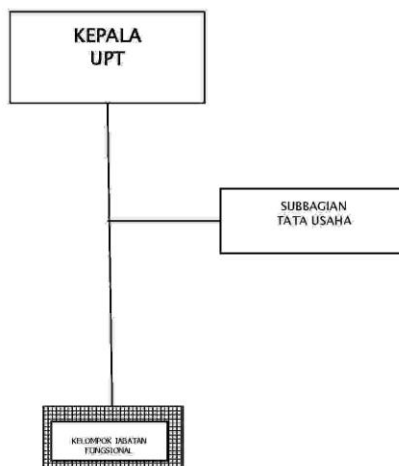 KEPALA
UPT
SUBBAGIAN
TATA USAHA
KELOMPOK JABATAN
FUNGSIONAL